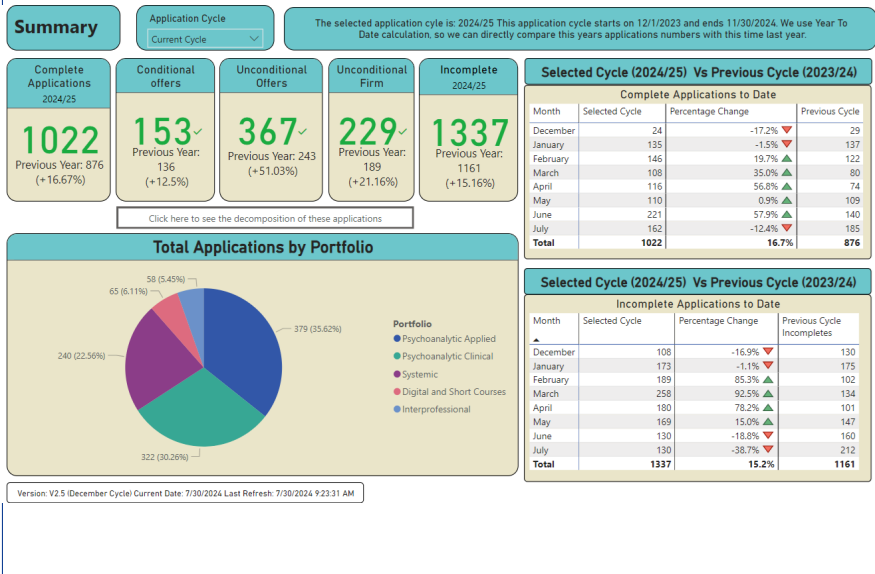 Summary
Application Cycle
Current Cycle
The selected application cyle is: 2024/25 This application cycle starts on 12/1/2023 and ends 11/30/2024. We use Year To
Date calculation, so we can directly compare this years applications numbers with this time last year.
Complete
Applications
2024/25
1022
Previous Year: 876
(+16.67%)
Conditional
offers
153
Previous Year:
136
(+12.5%)
Unconditional
Offers
367
Previous Year: 243
(+51.03%)
Unconditional
Firm
229
Previous Year:
189
(+21.16%)
Incomplete
2024/25
1337
Previous Year:
1161
(+15.16%)
Click here to see the decomposition of these applications
Total Applications by Portfolio
58 (5.45%)
65 (6.11%)
379 (35.62%)
240 (22.56%)
322 (30.26%)
Portfolio
Psychoanalytic Applied
Psychoanalytic Clinical
Systemic
Digital and Short Courses
Interprofessional
Version: V2.5 (December Cycle) Current Date: 7/30/2024 Last Refresh: 7/30/2024 9:23:31 AM
Selected Cycle (2024/25) Vs Previous Cycle (2023/24)
Complete Applications to Date
Month Selected Cycle Percentage Change Previous Cycle
December 24 -17.2% 29
January 135 -1.5% 137
February 146 19.7% 122
March 108 35.0% 80
April 116 56.8% 74
May 110 0.9% 109
June 221 57.9% 140
July 162 -12.4% 185
Total 1022 16.7% 876
Selected Cycle (2024/25) Vs Previous Cycle (2023/24)
Incomplete Applications to Date
Month Selected Cycle Percentage Change Previous Cycle
Incompletes
December 108 -16.9% 130
January 173 -1.1% 175
February 189 85.3% 102
March 258 92.5% 134
April 180 78.2% 101
May 169 15.0% 147
June 130 -18.8% 160
July 130 -38.7% 212
Total 1337 15.2% 1161